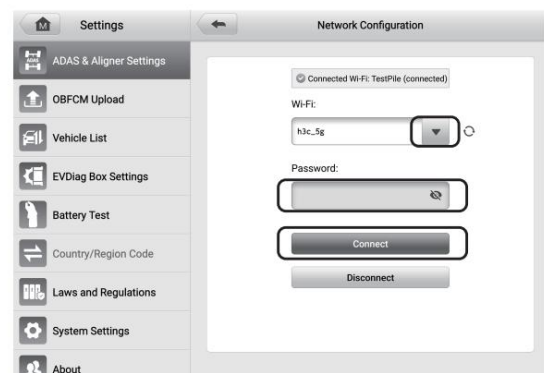 Settings
Network Configuration
ADAS & Aligner Settings
OBFCM Upload
Vehicle List
EVDiag Box Settings
Battery Test
Country/Region Code
Laws and Regulations
System Settings
About
Connected Wi-Fi: TestPile (connected)
Wi-Fi:
h3c_5g
Password:
Connect
Disconnect